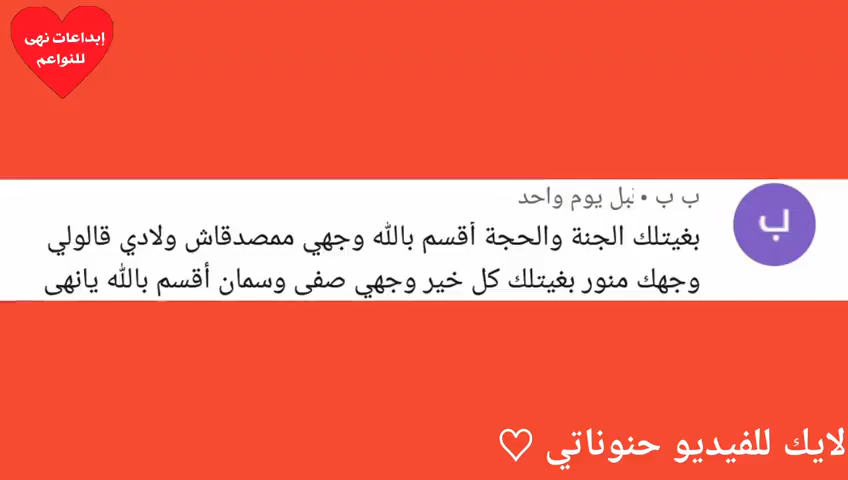 إبداعات نهى
للنواعم
ب ب • قبل يوم واحد
بغيتلك الجنة والحجة أقسم بالله وجهي ممصدقاش ولادي قالولي
وجهك منور بغيتلك كل خير وجهي صفى وسمان أقسم بالله يانهى
لايك للفيديو حنوناتي ♡
ب